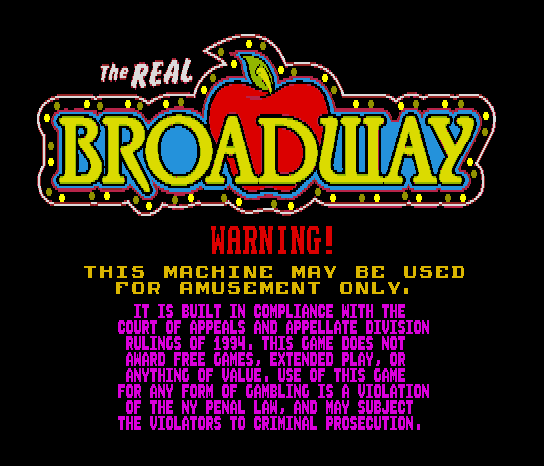 The REAL
BROADWAY
WARNING!
THIS MACHINE MAY BE USED
FOR AMUSEMENT ONLY.
IT IS BUILT IN COMPLIANCE WITH THE
COURT OF APPEALS AND APPELLATE DIVISION
RULINGS OF 1994. THIS GAME DOES NOT
AWARD FREE GAMES, EXTENDED PLAY, OR
ANYTHING OF VALUE. USE OF THIS GAME
FOR ANY FORM OF GAMBLING IS A VIOLATION
OF THE NY PENAL LAW, AND MAY SUBJECT
THE VIOLATORS TO CRIMINAL PROSECUTION.